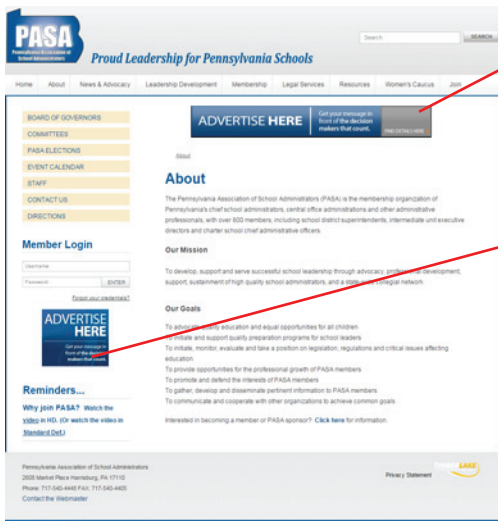 PASA
Pennsylvania Association of
School Administrators
Proud Leadership for Pennsylvania Schools
Search
SEARCH
Home About News & Advocacy Leadership Development Membership Legal Services Resources Women's Caucus Join
BOARD OF GOVERNORS
COMMITTEES
PASA ELECTIONS
EVENT CALENDAR
STAFF
CONTACT US
DIRECTIONS
Member Login
Username
Password
ENTER
Forgot your credentials?
ADVERTISE
HERE
Get your message in
front of the decision
makers that count.
Reminders...
Why join PASA? Watch the
video in HD. (Or watch the video in
Standard Def.)
ADVERTISE HERE
Get your message in
front of the decision
makers that count.
FIND DETAILS HERE
About
About
The Pennsylvania Association of School Administrators (PASA) is the membership organization of
Pennsylvania's chief school administrators, central office administrations and other administrative
professionals, with over 800 members, including school district superintendents, intermediate unit executive
directors and charter school chief administrative officers.
Our Mission
To develop, support and serve successful school leadership through advocacy, professional development,
support, sustainment of high quality school administrators, and a state-wide collegial network.
Our Goals
To advocate quality education and equal opportunities for all children
To initiate and support quality preparation programs for school leaders
To initiate, monitor, evaluate and take a position on legislation, regulations and critical issues affecting
education
To provide opportunities for the professional growth of PASA members
To promote and defend the interests of PASA members
To gather, develop and disseminate pertinent information to PASA members
To communicate and cooperate with other organizations to achieve common goals
Interested in becoming a member or PASA sponsor? Click here for information.
Pennsylvania Association of School Administrators
2608 Market Place Harrisburg, PA 17110
Phone: 717-540-4448 FAX: 717-540-4405
Contact the Webmaster
Privacy Statement
LAKE